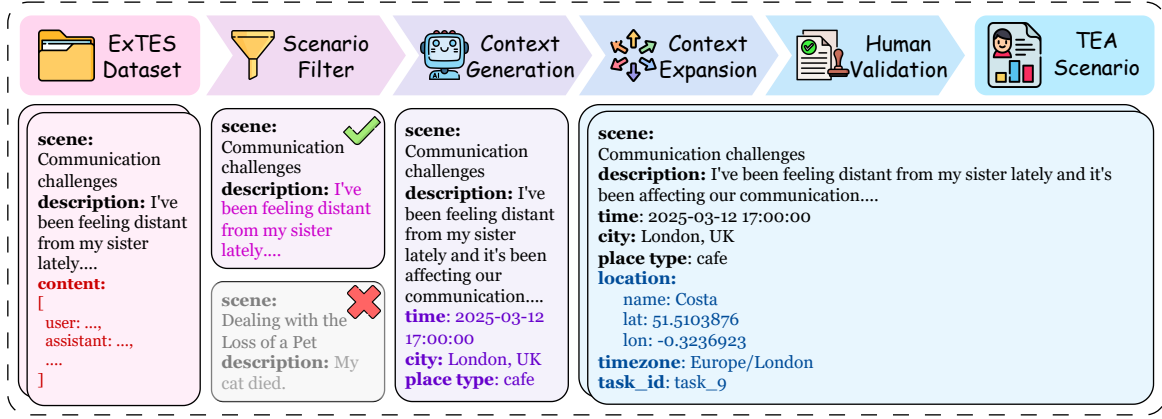 ExTES
Dataset
Scenario
Filter
AI
Context
Generation
Context
Expansion
Human
Validation
TEA
Scenario
scene:
Communication
challenges
description: I've
been feeling distant
from my sister
lately....
content:
[
user: ...,
assistant: ...,
....
]
scene:
Communication
challenges
description: I've
been feeling distant
from my sister
lately....
scene:
Dealing with the
Loss of a Pet
description: My
cat died.
scene:
Communication
challenges
description: I've
been feeling distant
from my sister
lately and it's been
affecting our
communication....
time: 2025-03-12
17:00:00
city: London, UK
place type: cafe
scene:
Communication challenges
description: I've been feeling distant from my sister lately and it's
been affecting our communication....
time: 2025-03-12 17:00:00
city: London, UK
place type: cafe
location:
name: Costa
lat: 51.5103876
lon: -0.3236923
timezone: Europe/London
task_id: task_9